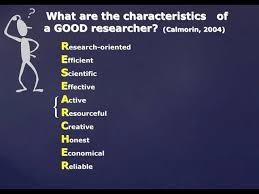 What are the characteristics of
a GOOD researcher? (Calmorin, 2004)
Research-oriented
Efficient
Scientific
Effective
Active
Resourceful
Creative
Honest
Economical
Reliable